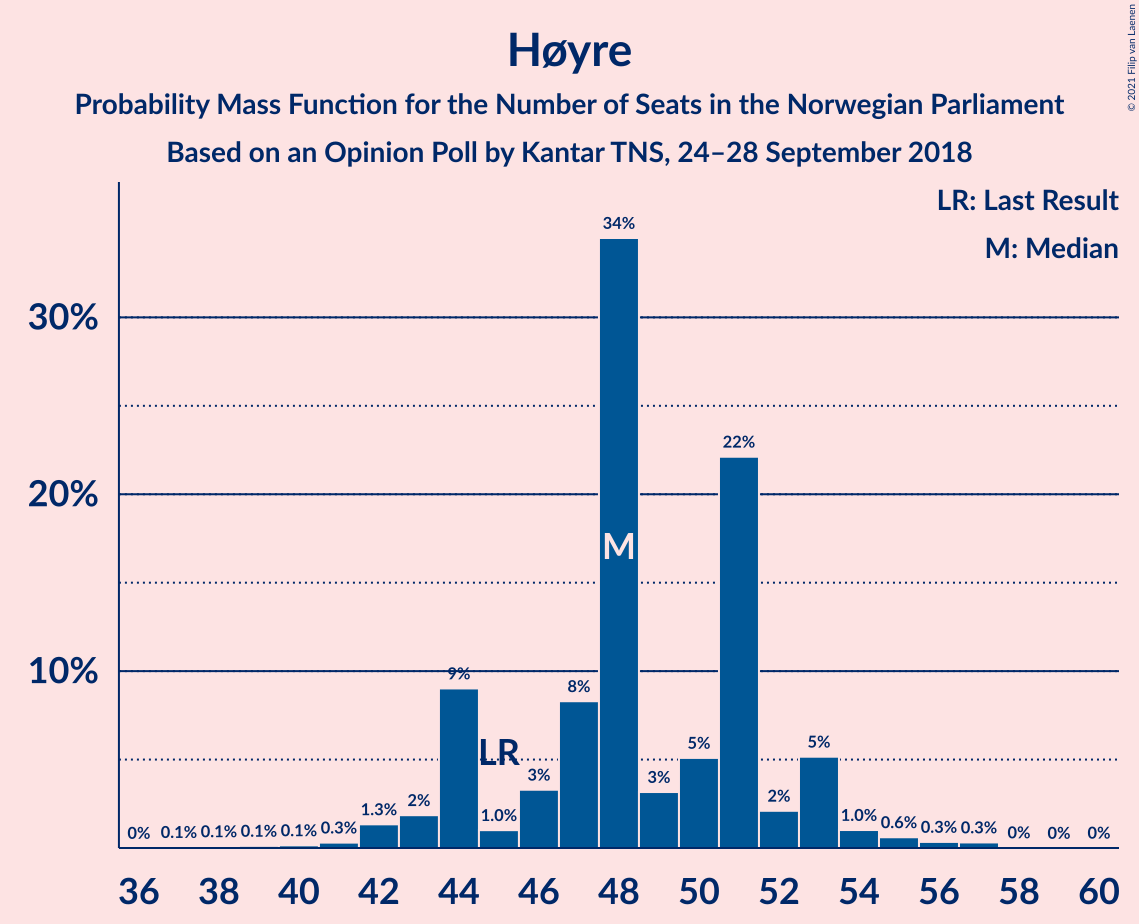 © 2021 Filip van Laenen
Høyre
Probability Mass Function for the Number of Seats in the Norwegian Parliament
Based on an Opinion Poll by Kantar TNS, 24–28 September 2018
LR: Last Result
M: Median
30%
20%
10%
0% 0.1% 0.1% 0.1% 0.1% 0.3% 1.3% 2% 9% 1.0% 3% 8% 34% 3% 5% 22% 2% 5% 1.0% 0.6% 0.3% 0.3% 0% 0% 0%
LR
M
36 38 40 42 44 46 48 50 52 54 56 58 60